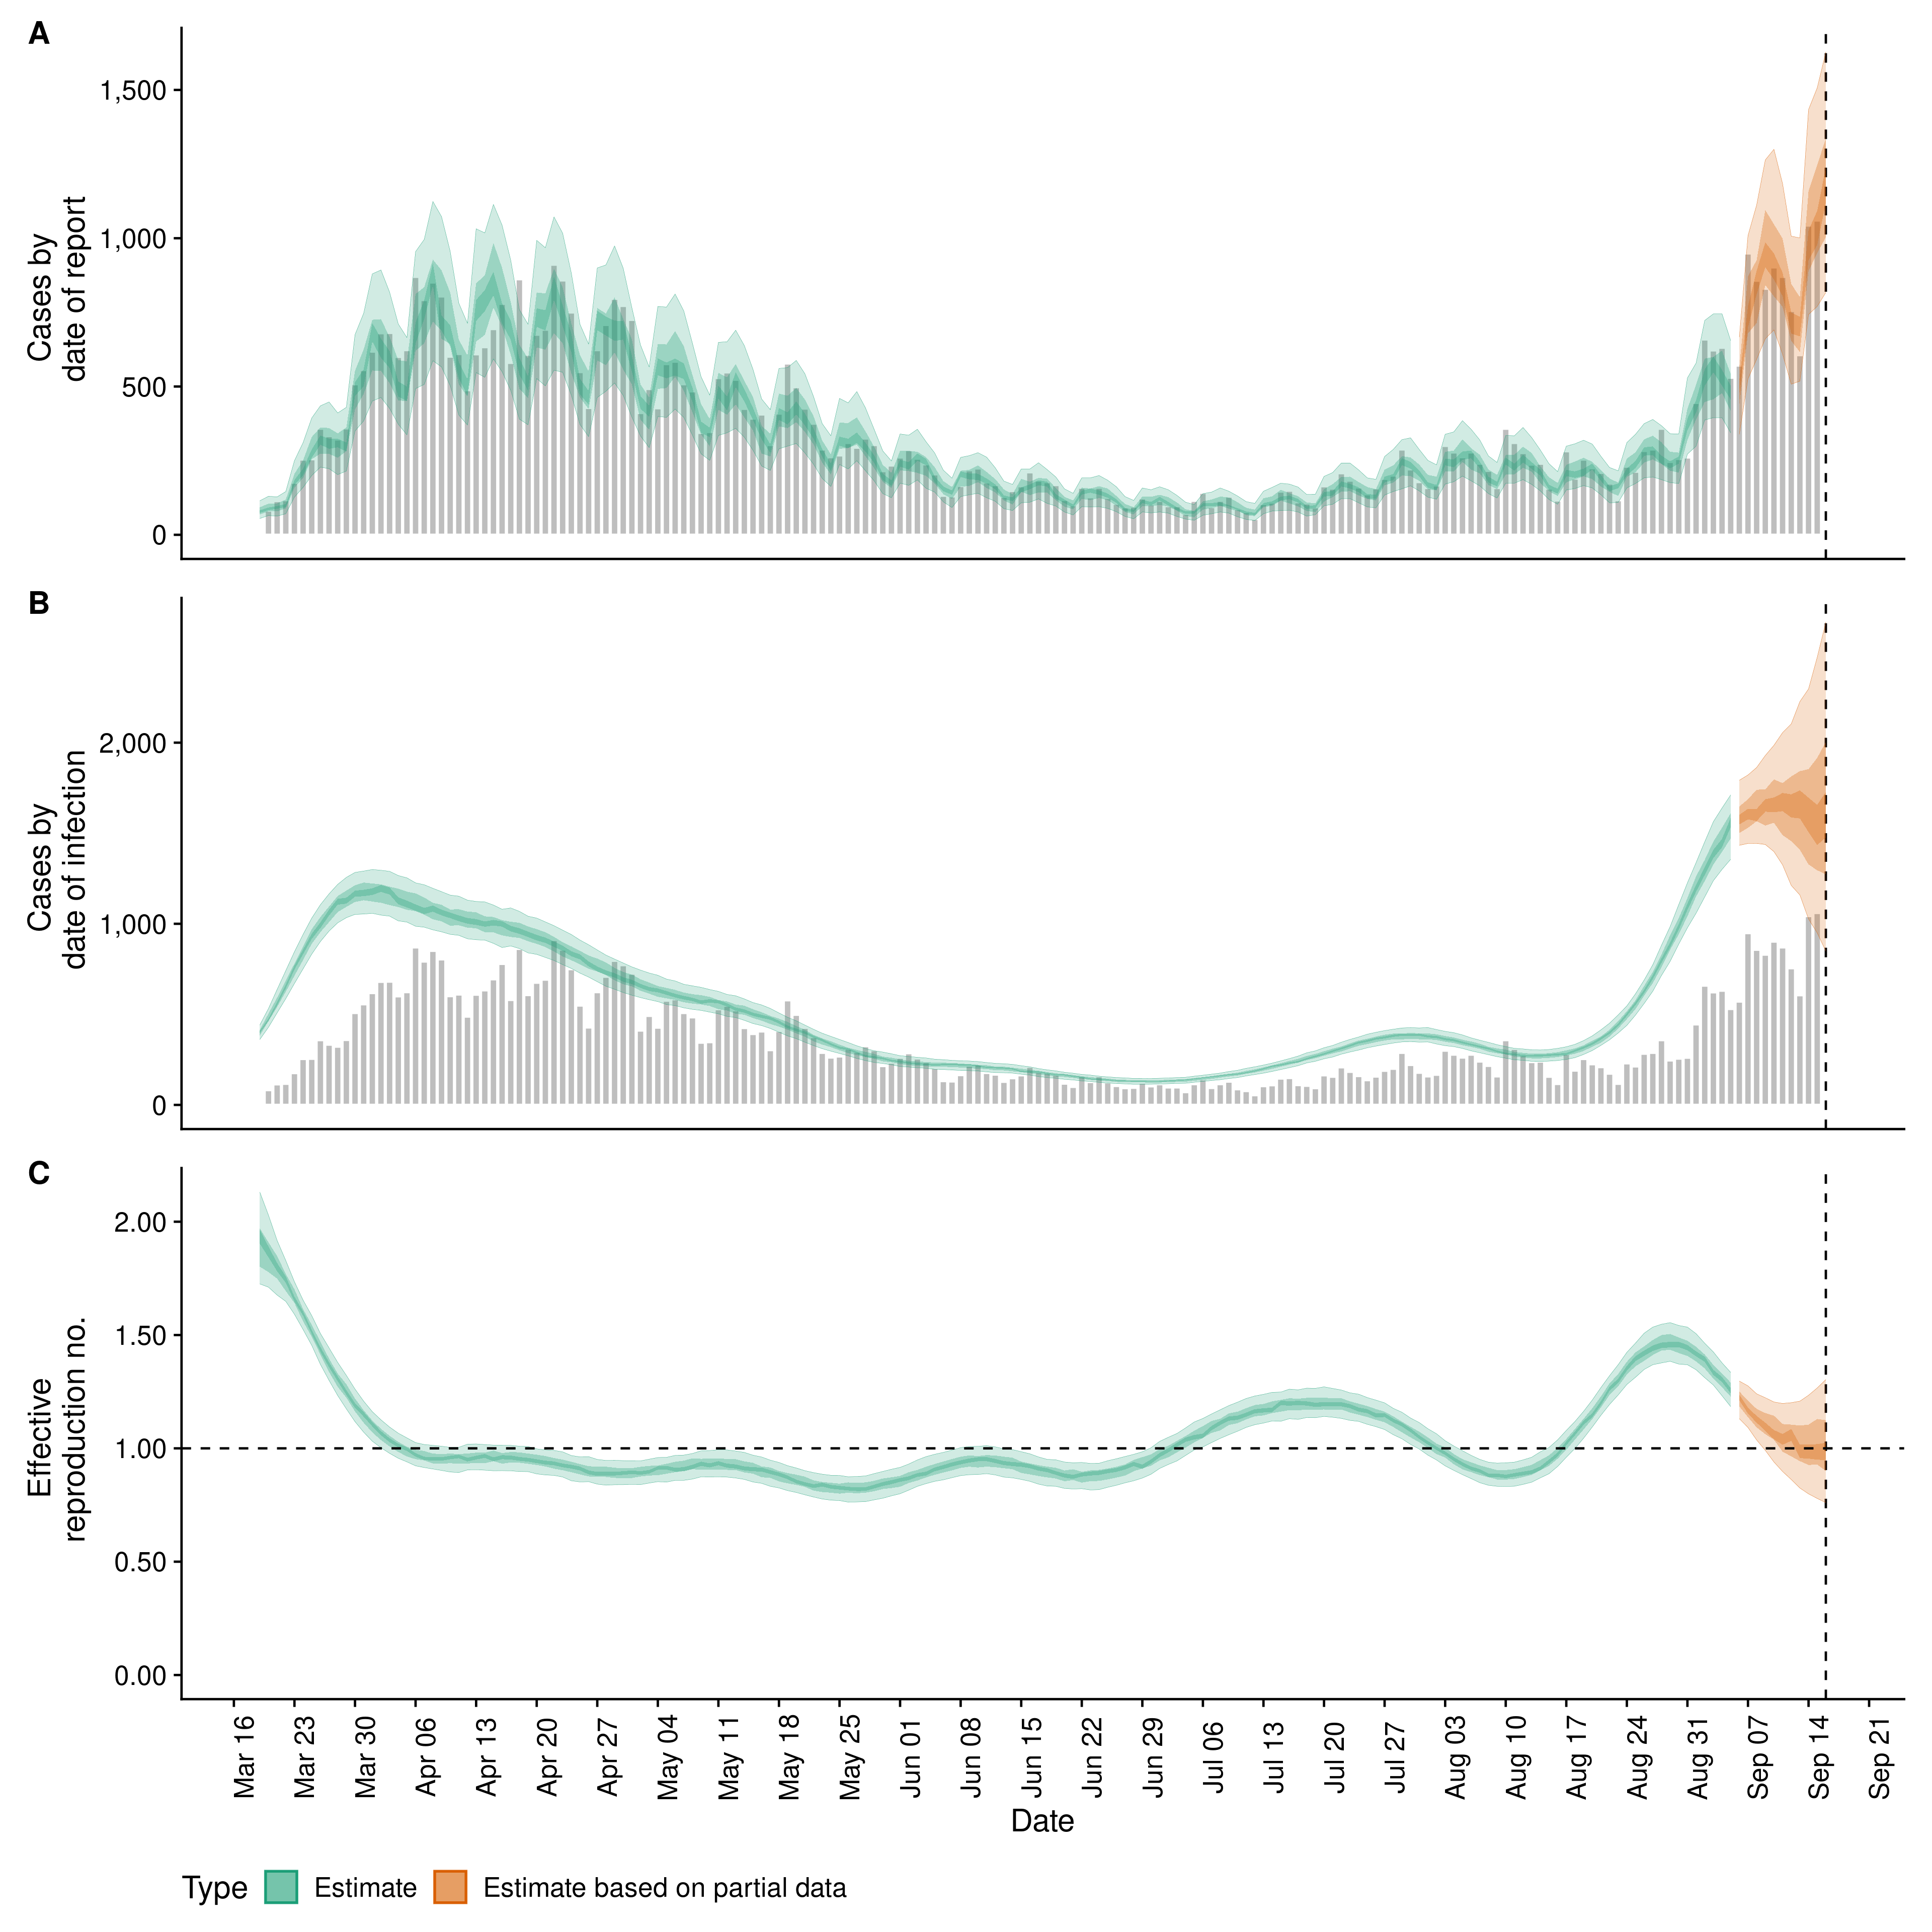 A
Cases by
date of report
1,500
1,000
500
0
B
Cases by
date of infection
2,000
1,000
0
C
Effective
reproduction no.
2.00
1.50
1.00
0.50
0.00
Mar 16
Mar 23
Mar 30
Apr 06
Apr 13
Apr 20
Apr 27
May 04
May 11
May 18
May 25
Jun 01
Jun 08
Jun 15
Jun 22
Jun 29
Jul 06
Jul 13
Jul 20
Jul 27
Aug 03
Aug 10
Aug 17
Aug 24
Aug 31
Sep 07
Sep 14
Sep 21
Date
Type Estimate Estimate based on partial data